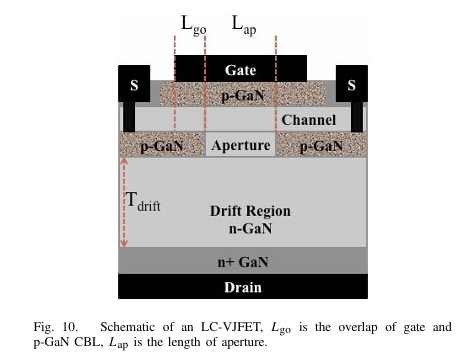 Lgo Lap
Gate
S S
p-GaN
Channel
p-GaN Aperture p-GaN
Tdrift
Drift Region
n-GaN
n+ GaN
Drain
Fig. 10. Schematic of an LC-VJFET, Lgo is the overlap of gate and
p-GaN CBL, Lap is the length of aperture.